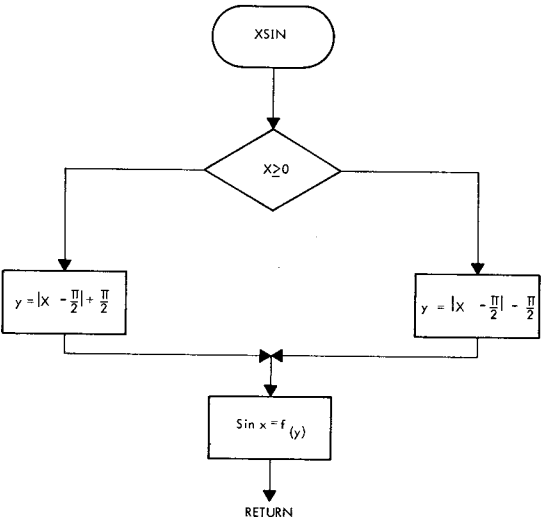 XSIN
X≥0
y = |X - π/2| + π/2
y = |X - π/2| - π/2
Sin x = f (y)
RETURN